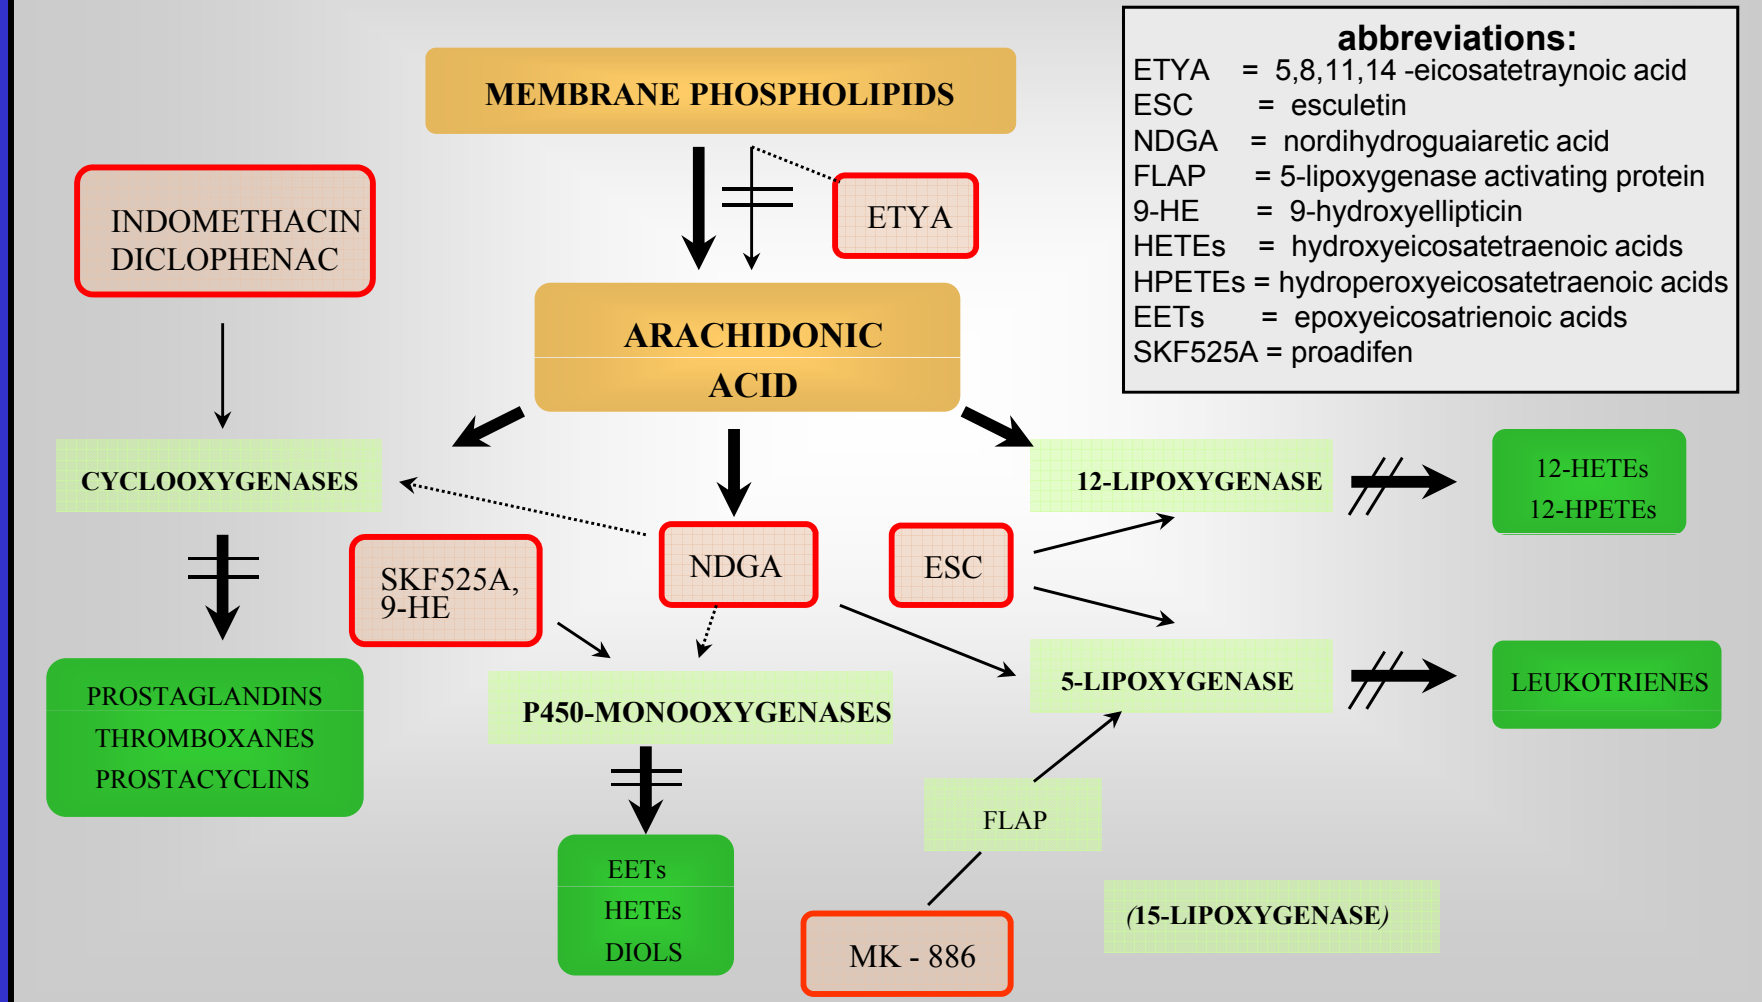 MEMBRANE PHOSPHOLIPIDS
abbreviations:
ETYA = 5,8,11,14 -eicosatetraynoic acid
ESC = esculetin
NDGA = nordihydroguaiaretic acid
FLAP = 5-lipoxygenase activating protein
9-HE = 9-hydroxyellipticin
HETEs = hydroxyeicosatetraenoic acids
HPETEs = hydroperoxyeicosatetraenoic acids
EETs = epoxyeicosatrienoic acids
SKF525A = proadifen
INDOMETHACIN
DICLOPHENAC
ETYA
ARACHIDONIC
ACID
CYCLOOXYGENASES
12-LIPOXYGENASE
12-HETEs
12-HPETEs
SKF525A,
9-HE
NDGA
ESC
PROSTAGLANDINS
THROMBOXANES
PROSTACYCLINS
P450-MONOOXYGENASES
5-LIPOXYGENASE
LEUKOTRIENES
FLAP
EETs
HETEs
DIOLS
MK - 886
(15-LIPOXYGENASE)